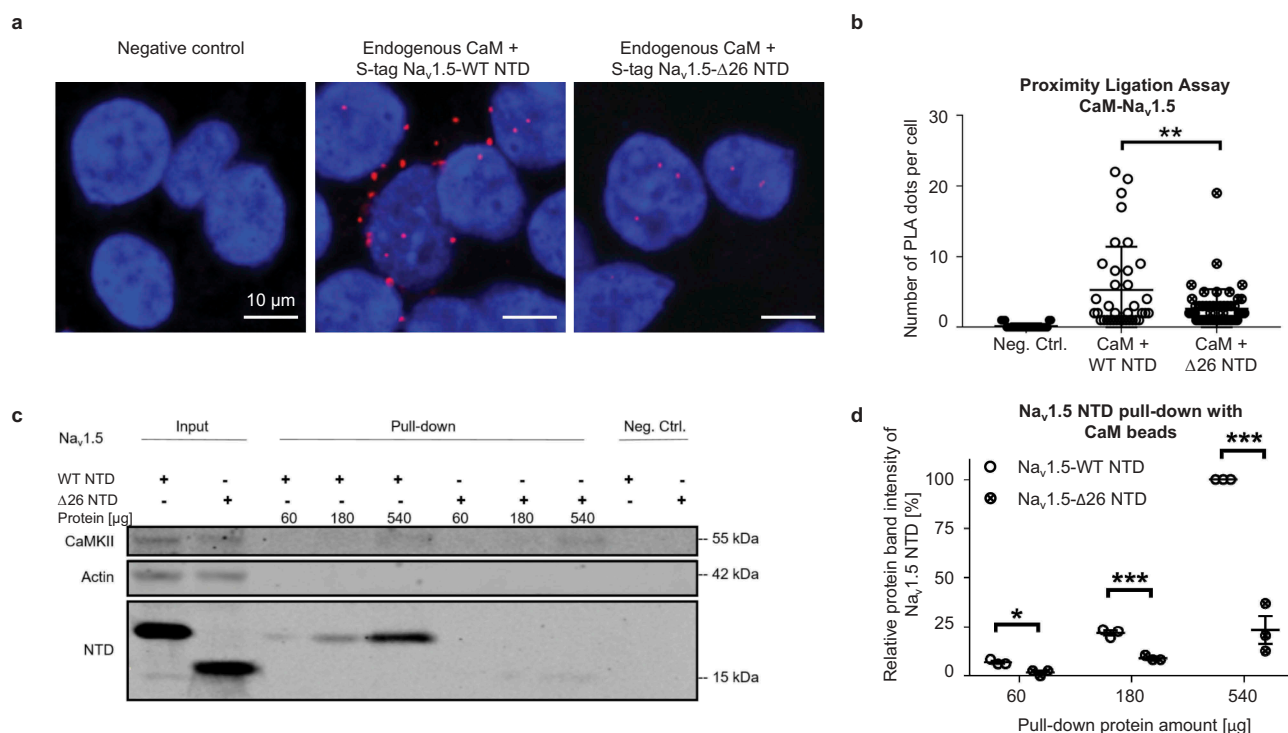 a
Negative control
Endogenous CaM +
S-tag Naᵥ1.5-WT NTD
Endogenous CaM +
S-tag Naᵥ1.5-Δ26 NTD
10 µm
b
Proximity Ligation Assay
CaM-Naᵥ1.5
Number of PLA dots per cell
30
20
10
0
**
Neg. Ctrl.
CaM +
WT NTD
CaM +
Δ26 NTD
c
Naᵥ1.5
Input
Pull-down
Neg. Ctrl.
WT NTD + - + + + - - - + -
Δ26 NTD - + - - - + + + - +
Protein [µg] 60 180 540 60 180 540
CaMKII
-- 55 kDa
Actin
-- 42 kDa
NTD
-- 15 kDa
d
Naᵥ1.5 NTD pull-down with
CaM beads
Relative protein band intensity of
Naᵥ1.5 NTD [%]
100
75
50
25
0
Naᵥ1.5-WT NTD
Naᵥ1.5-Δ26 NTD
*
***
***
60
180
540
Pull-down protein amount [µg]